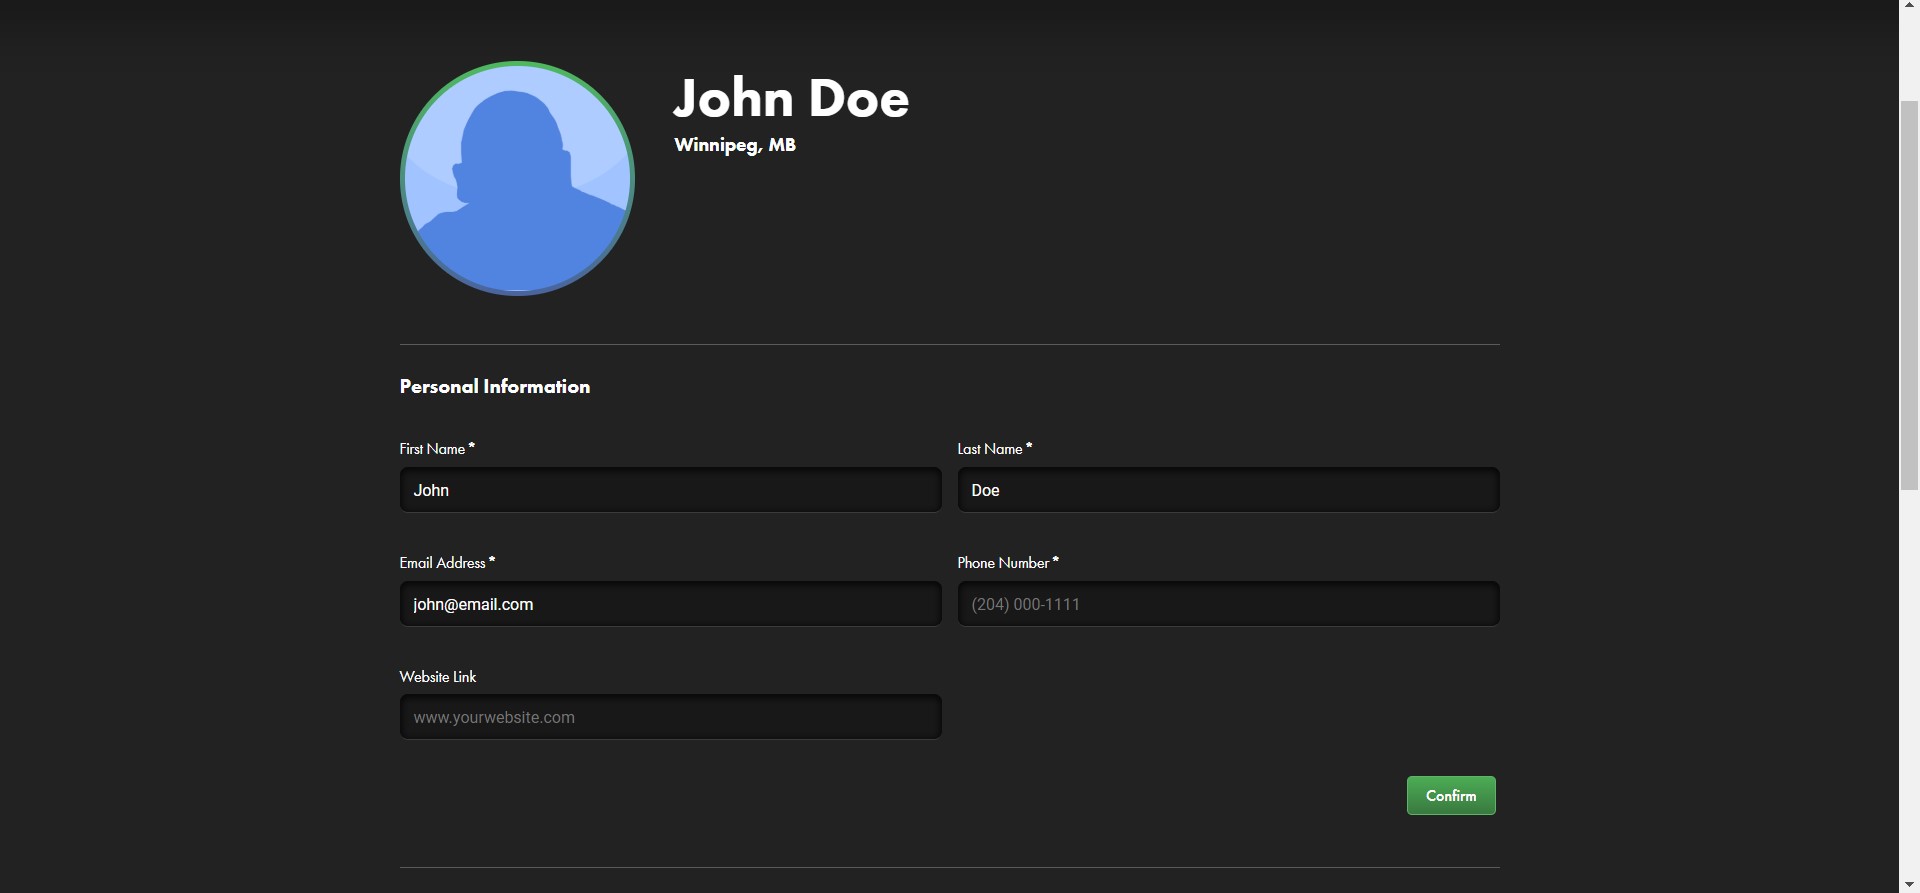 John Doe
Winnipeg, MB
Personal Information
First Name *
Last Name *
John
Doe
Email Address *
Phone Number *
john@email.com
(204) 000-1111
Website Link
www.yourwebsite.com
Confirm